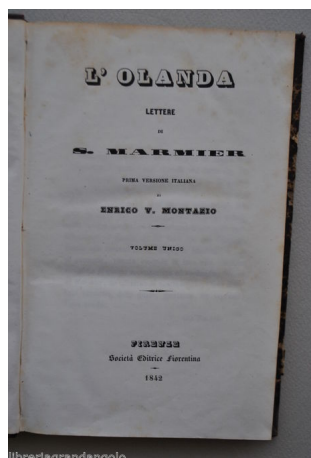 L' OLANDA
LETTERE
DI
S. MARMIER
PRIMA VERSIONE ITALIANA
DI
ENRICO V. MONTAZIO
VOLUME UNICO
FIRENZE
Società Editrice Fiorentina
1842
libreriagrandangolo